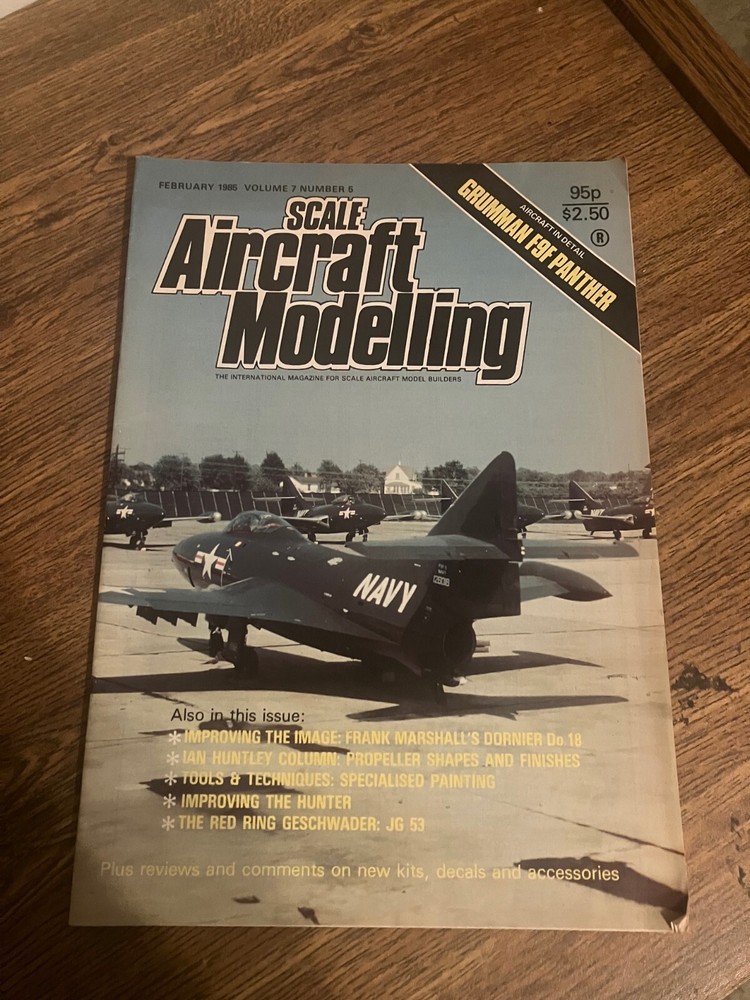 FEBRUARY 1985 VOLUME 7 NUMBER 5
95p
$2.50
R
AIRCRAFT IN DETAIL
GRUMMAN F9F PANTHER
SCALE
Aircraft
Modelling
THE INTERNATIONAL MAGAZINE FOR SCALE AIRCRAFT MODEL BUILDERS
NAVY
Also in this issue:
*IMPROVING THE IMAGE: FRANK MARSHALL'S DORNIER Do 18
*IAN HUNTLEY COLUMN: PROPELLER SHAPES AND FINISHES
*TOOLS & TECHNIQUES: SPECIALISED PAINTING
*IMPROVING THE HUNTER
*THE RED RING GESCHWADER: JG 53
Plus reviews and comments on new kits, decals and accessories